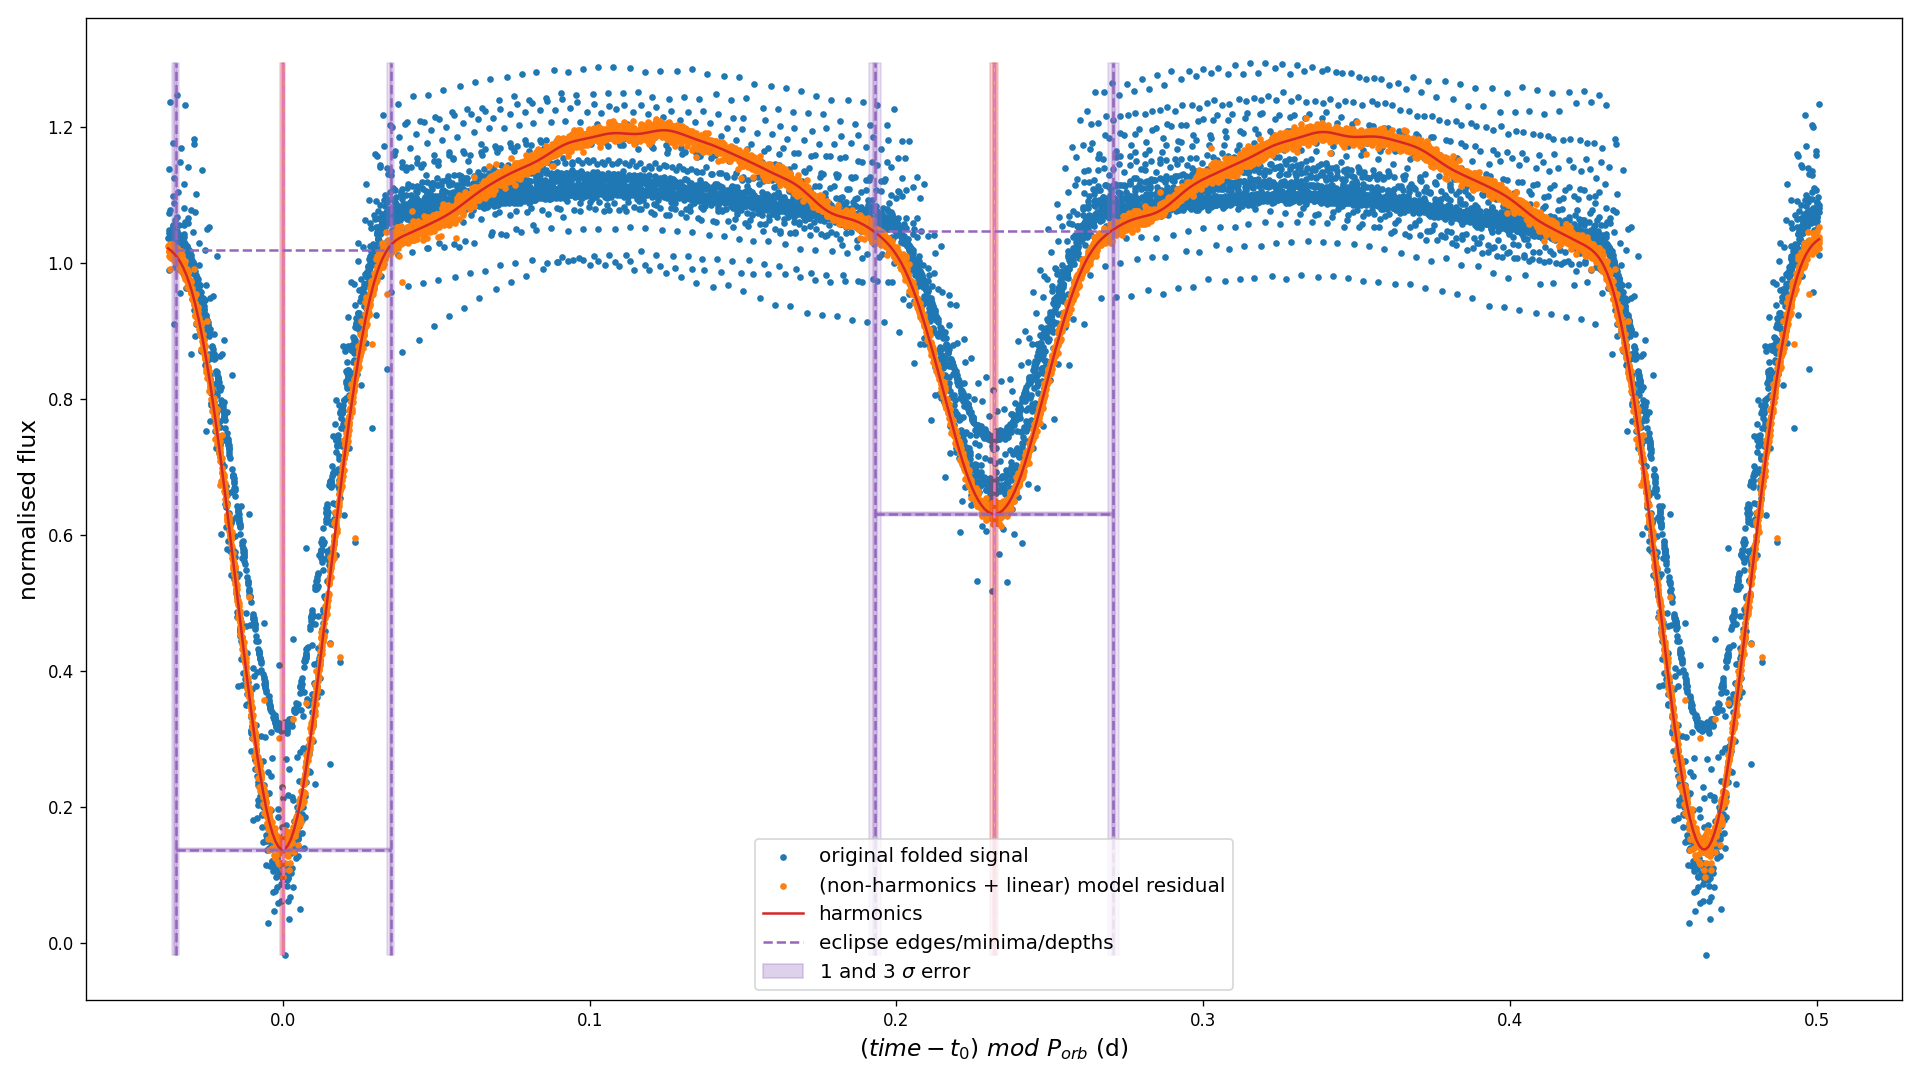 normalised flux
1.2
1.0
0.8
0.6
0.4
0.2
0.0
original folded signal
(non-harmonics + linear) model residual
harmonics
eclipse edges/minima/depths
1 and 3 σ error
0.0 0.1 0.2 0.3 0.4 0.5
(time − t₀) mod P_orb (d)